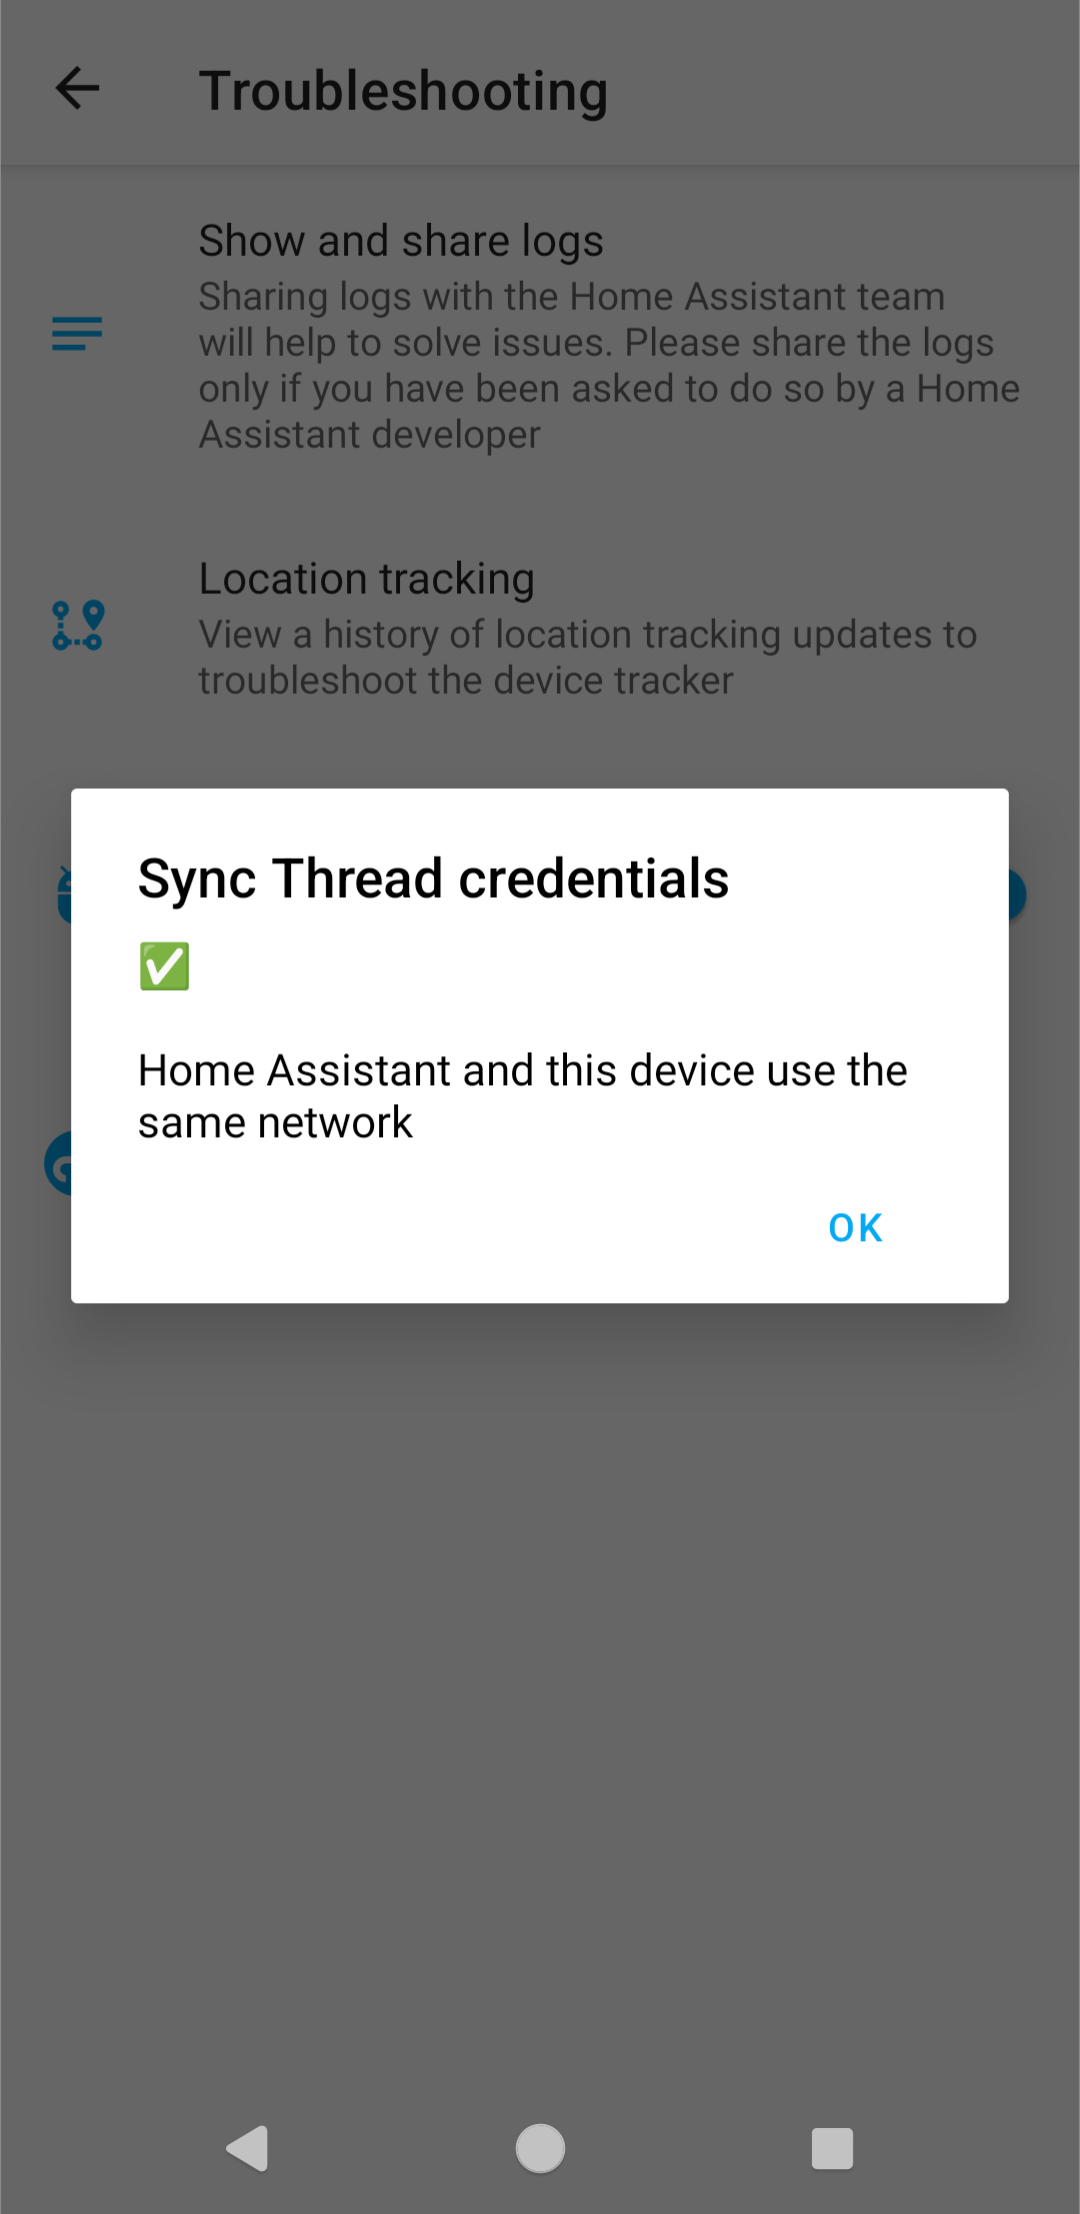 Troubleshooting
Show and share logs
Sharing logs with the Home Assistant team
will help to solve issues. Please share the logs
only if you have been asked to do so by a Home
Assistant developer
Location tracking
View a history of location tracking updates to
troubleshoot the device tracker
Sync Thread credentials
✅
Home Assistant and this device use the
same network
OK